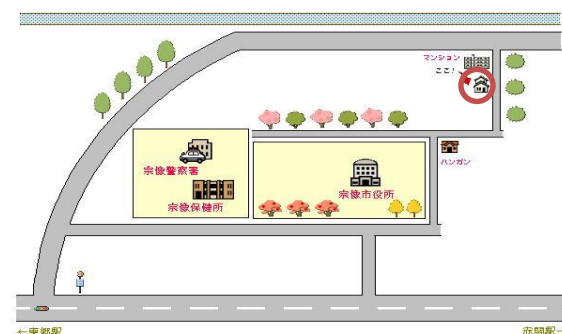 マンション
ここ!
宗像警察署
宗像保健所
宗像市役所
ハンガン
←東郷駅
赤間駅→